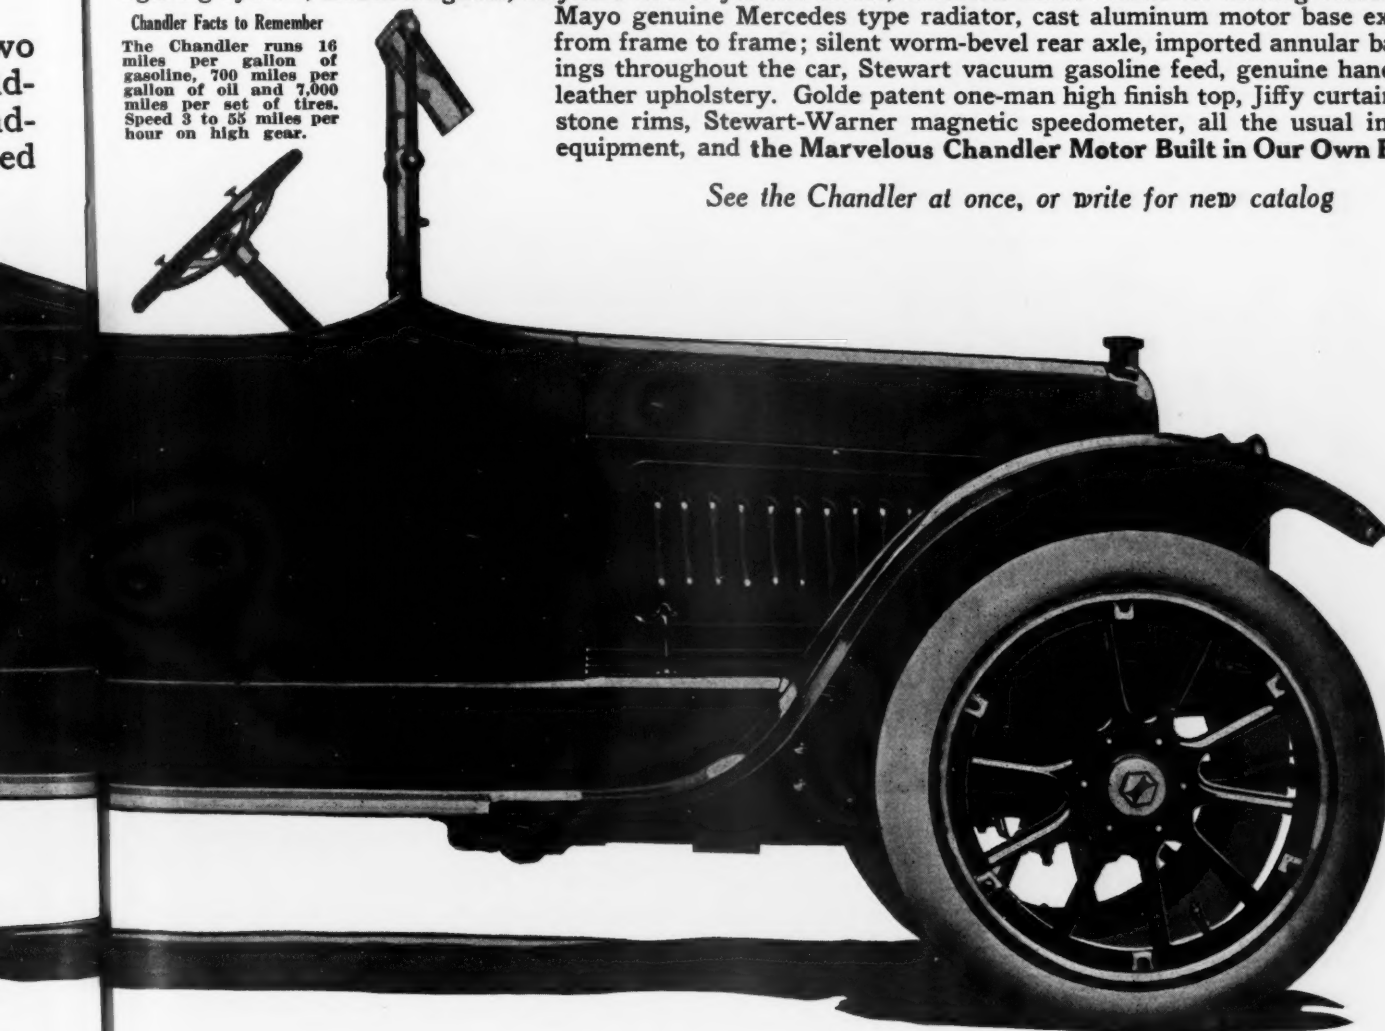 wo
d-
d-
ed
Chandler Facts to Remember
The Chandler runs 16
miles per gallon of
gasoline, 700 miles per
gallon of oil and 7,000
miles per set of tires.
Speed 3 to 55 miles per
hour on high gear.
Mayo genuine Mercedes type radiator, cast aluminum motor base ex
from frame to frame; silent worm-bevel rear axle, imported annular b
ings throughout the car, Stewart vacuum gasoline feed, genuine han
leather upholstery. Golde patent one-man high finish top, Jiffy curtai
stone rims, Stewart-Warner magnetic speedometer, all the usual in
equipment, and the Marvelous Chandler Motor Built in Our Own
See the Chandler at once, or write for new catalog